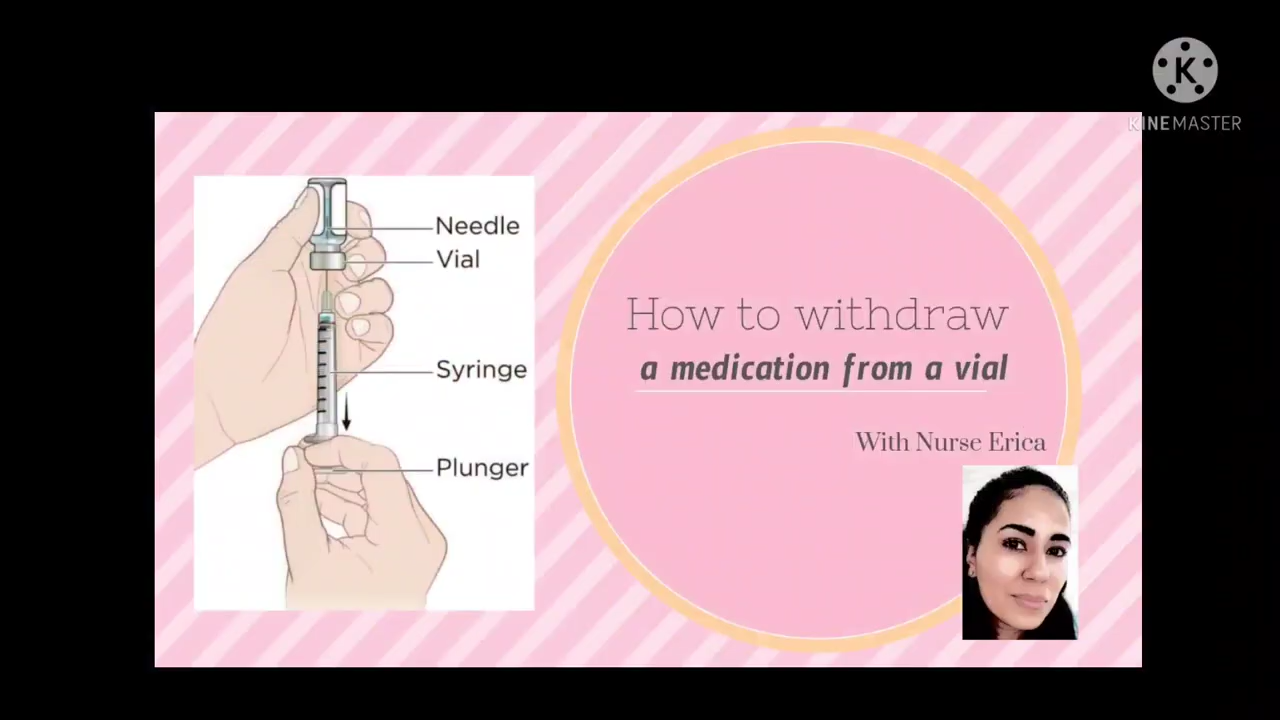 K
KINEMASTER
Needle
Vial
Syringe
Plunger
How to withdraw
a medication from a vial
With Nurse Erica